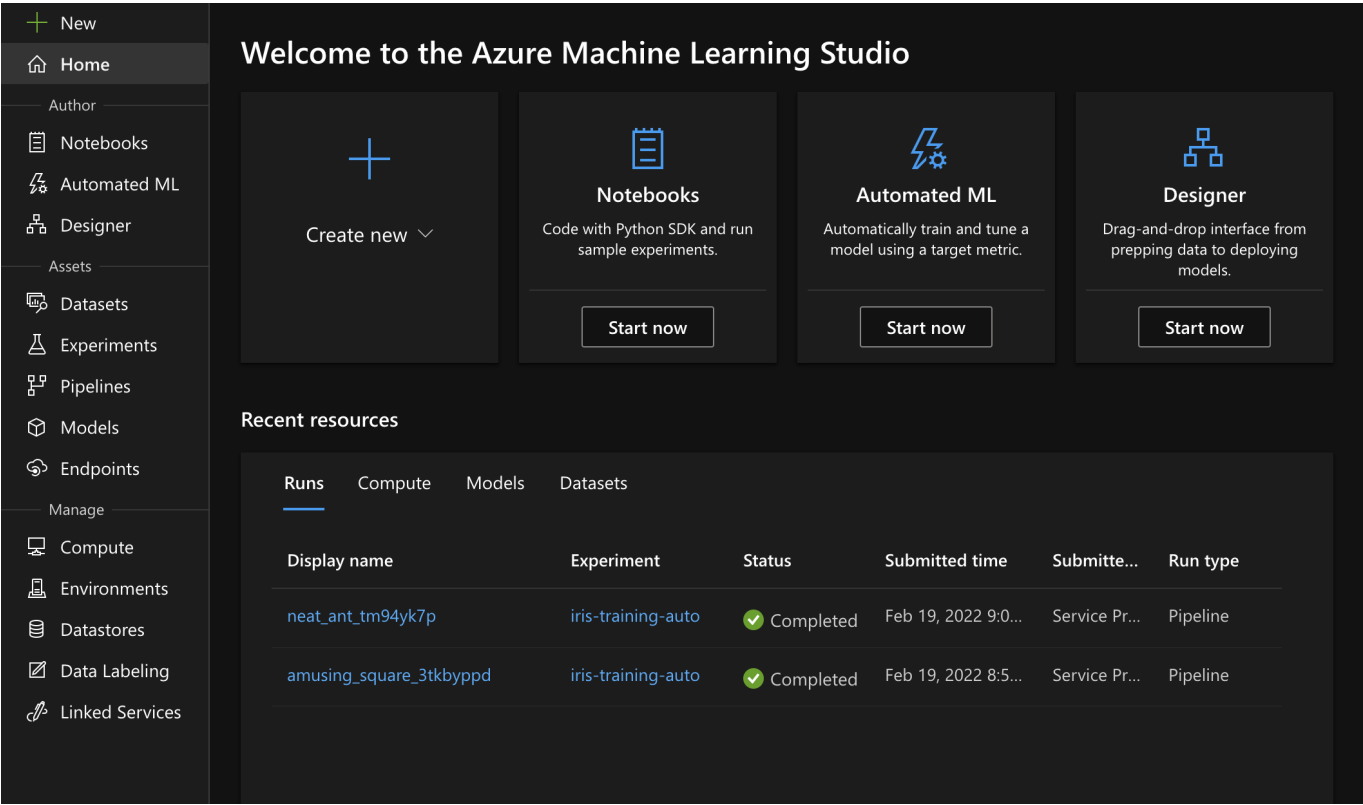 New
Home
Author
Notebooks
Automated ML
Designer
Assets
Datasets
Experiments
Pipelines
Models
Endpoints
Manage
Compute
Environments
Datastores
Data Labeling
Linked Services
Welcome to the Azure Machine Learning Studio
Create new
Notebooks
Code with Python SDK and run
sample experiments.
Start now
Automated ML
Automatically train and tune a
model using a target metric.
Start now
Designer
Drag-and-drop interface from
prepping data to deploying
models.
Start now
Recent resources
Runs Compute Models Datasets
Display name Experiment Status Submitted time Submitte... Run type
neat_ant_tm94yk7p iris-training-auto Completed Feb 19, 2022 9:0... Service Pr... Pipeline
amusing_square_3tkbyppd iris-training-auto Completed Feb 19, 2022 8:5... Service Pr... Pipeline